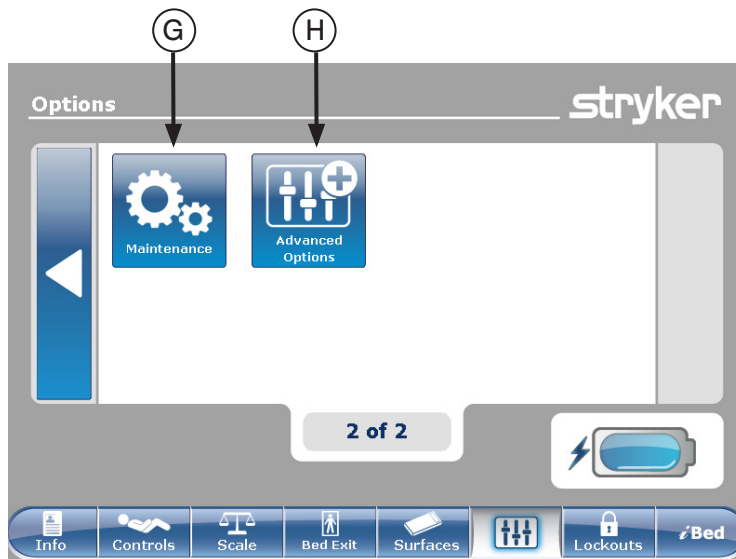 G
H
Options
stryker
Maintenance
Advanced
Options
2 of 2
Info
Controls
Scale
Bed Exit
Surfaces
Lockouts
iBed